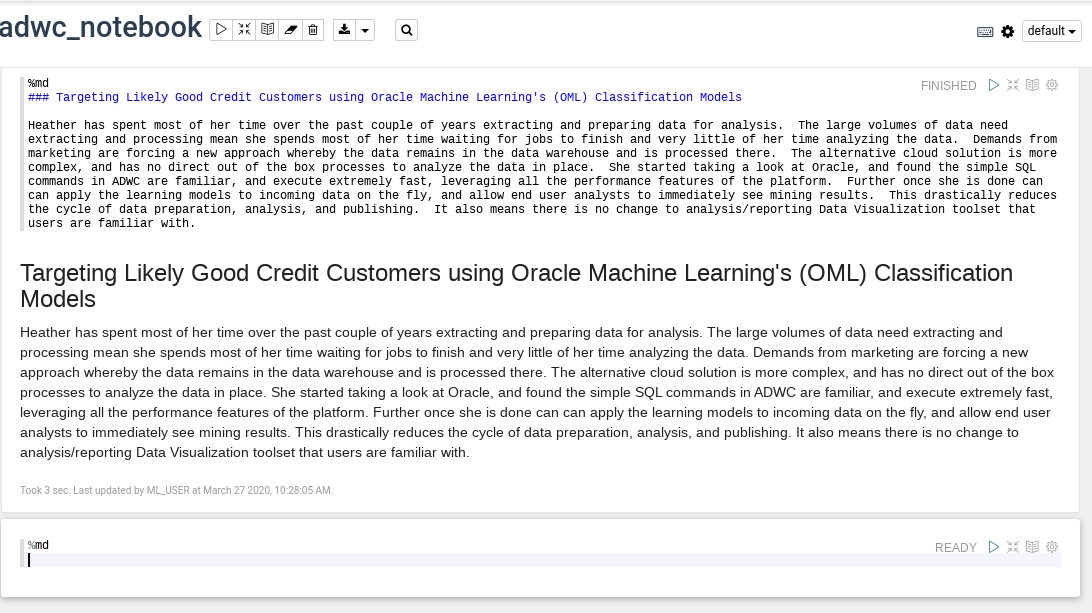 adwc_notebook
default
%md
FINISHED
### Targeting Likely Good Credit Customers using Oracle Machine Learning's (OML) Classification Models
Heather has spent most of her time over the past couple of years extracting and preparing data for analysis.  The large volumes of data need
extracting and processing mean she spends most of her time waiting for jobs to finish and very little of her time analyzing the data.  Demands from
marketing are forcing a new approach whereby the data remains in the data warehouse and is processed there.  The alternative cloud solution is more
complex, and has no direct out of the box processes to analyze the data in place.  She started taking a look at Oracle, and found the simple SQL
commands in ADWC are familiar, and execute extremely fast, leveraging all the performance features of the platform.  Further once she is done can
can apply the learning models to incoming data on the fly, and allow end user analysts to immediately see mining results.  This drastically reduces
the cycle of data preparation, analysis, and publishing.  It also means there is no change to analysis/reporting Data Visualization toolset that
users are familiar with.
Targeting Likely Good Credit Customers using Oracle Machine Learning's (OML) Classification
Models
Heather has spent most of her time over the past couple of years extracting and preparing data for analysis. The large volumes of data need extracting and
processing mean she spends most of her time waiting for jobs to finish and very little of her time analyzing the data. Demands from marketing are forcing a new
approach whereby the data remains in the data warehouse and is processed there. The alternative cloud solution is more complex, and has no direct out of the box
processes to analyze the data in place. She started taking a look at Oracle, and found the simple SQL commands in ADWC are familiar, and execute extremely fast,
leveraging all the performance features of the platform. Further once she is done can can apply the learning models to incoming data on the fly, and allow end user
analysts to immediately see mining results. This drastically reduces the cycle of data preparation, analysis, and publishing. It also means there is no change to
analysis/reporting Data Visualization toolset that users are familiar with.
Took 3 sec. Last updated by ML_USER at March 27 2020, 10:28:05 AM.
%md
READY